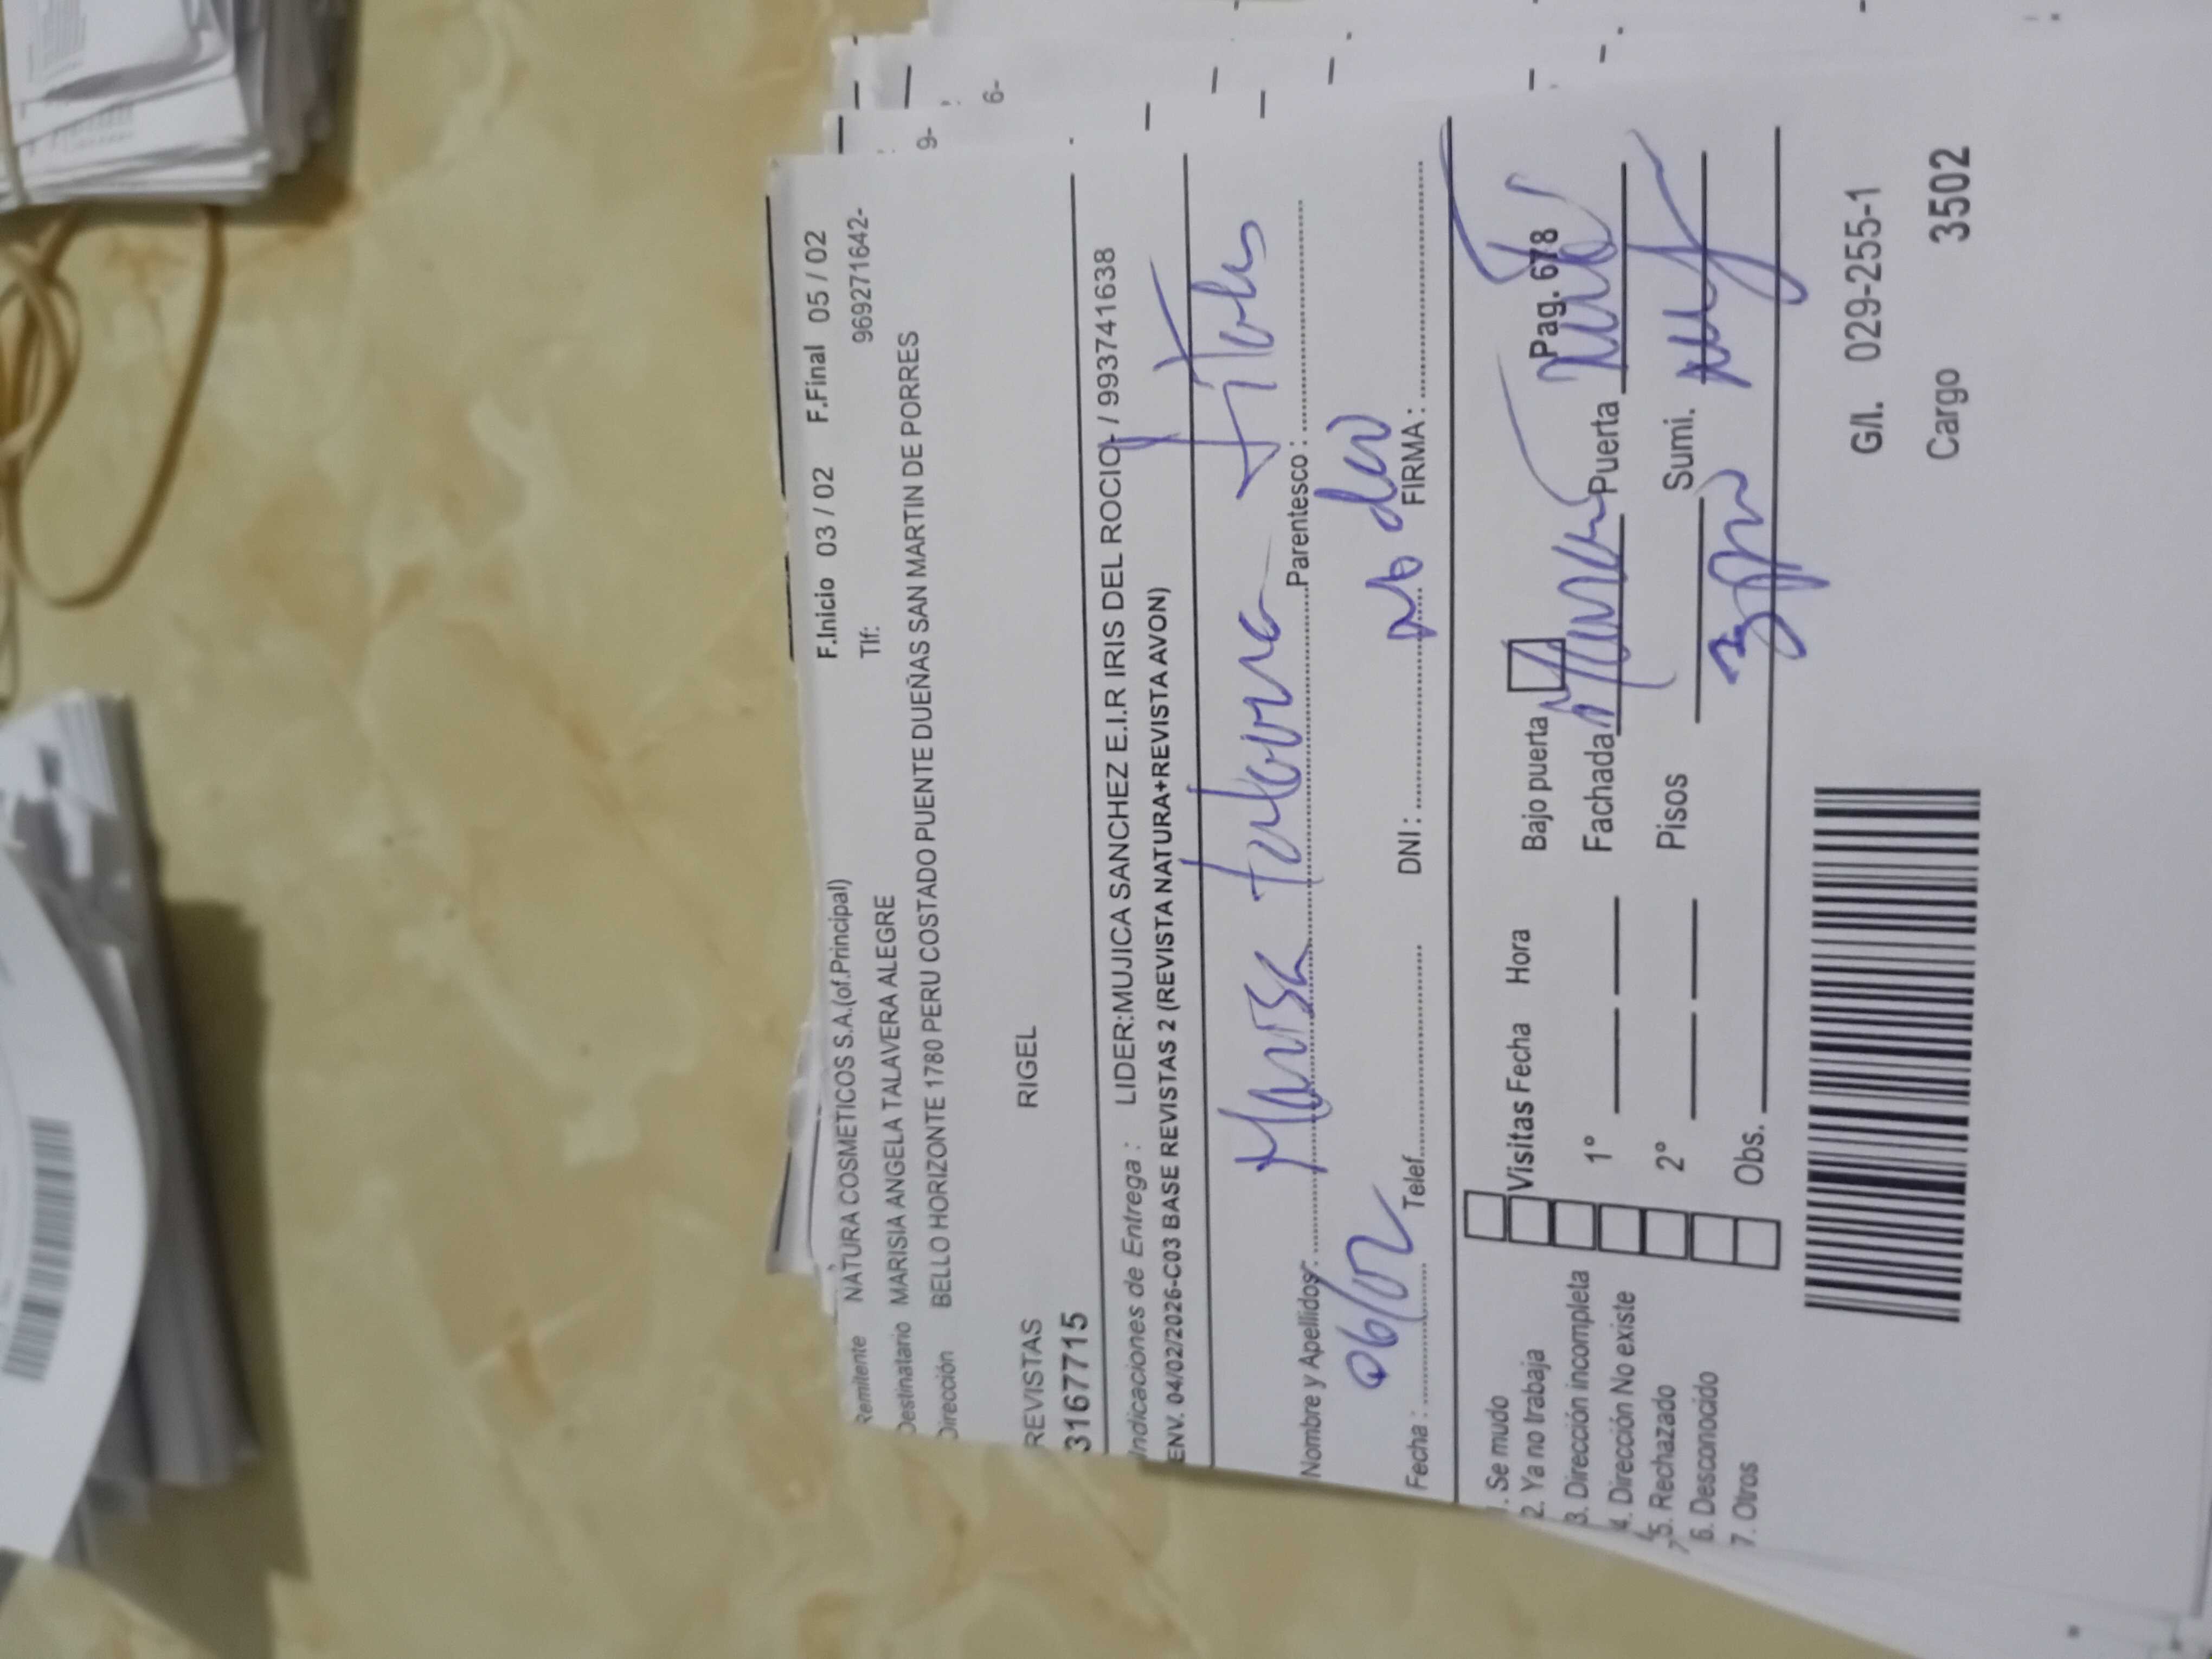 F.Inicio 03 / 02 F.Final 05 / 02
Remitente NATURA COSMETICOS S.A.(of.Principal) Tlf: 969271642-
Destinatario MARISIA ANGELA TALAVERA ALEGRE
Dirección BELLO HORIZONTE 1780 PERU COSTADO PUENTE DUEÑAS SAN MARTIN DE PORRES
REVISTAS RIGEL
3167715
Indicaciones de Entrega : LIDER:MUJICA SANCHEZ E.I.R IRIS DEL ROCIO- / 993741638
ENV. 04/02/2026-C03 BASE REVISTAS 2 (REVISTA NATURA+REVISTA AVON)
Nombre y Apellidos: Parentesco :
Fecha : 06/02 Telef. DNI : FIRMA :
1. Se mudo
2. Ya no trabaja
3. Dirección incompleta
4. Dirección No existe
5. Rechazado
6. Desconocido
7. Otros
Visitas Fecha Hora Bajo puerta Pag. 678
1° Fachada Puerta
2° Pisos Sumi.
Obs.
G/I. 029-255-1
Cargo 3502
9-
6-